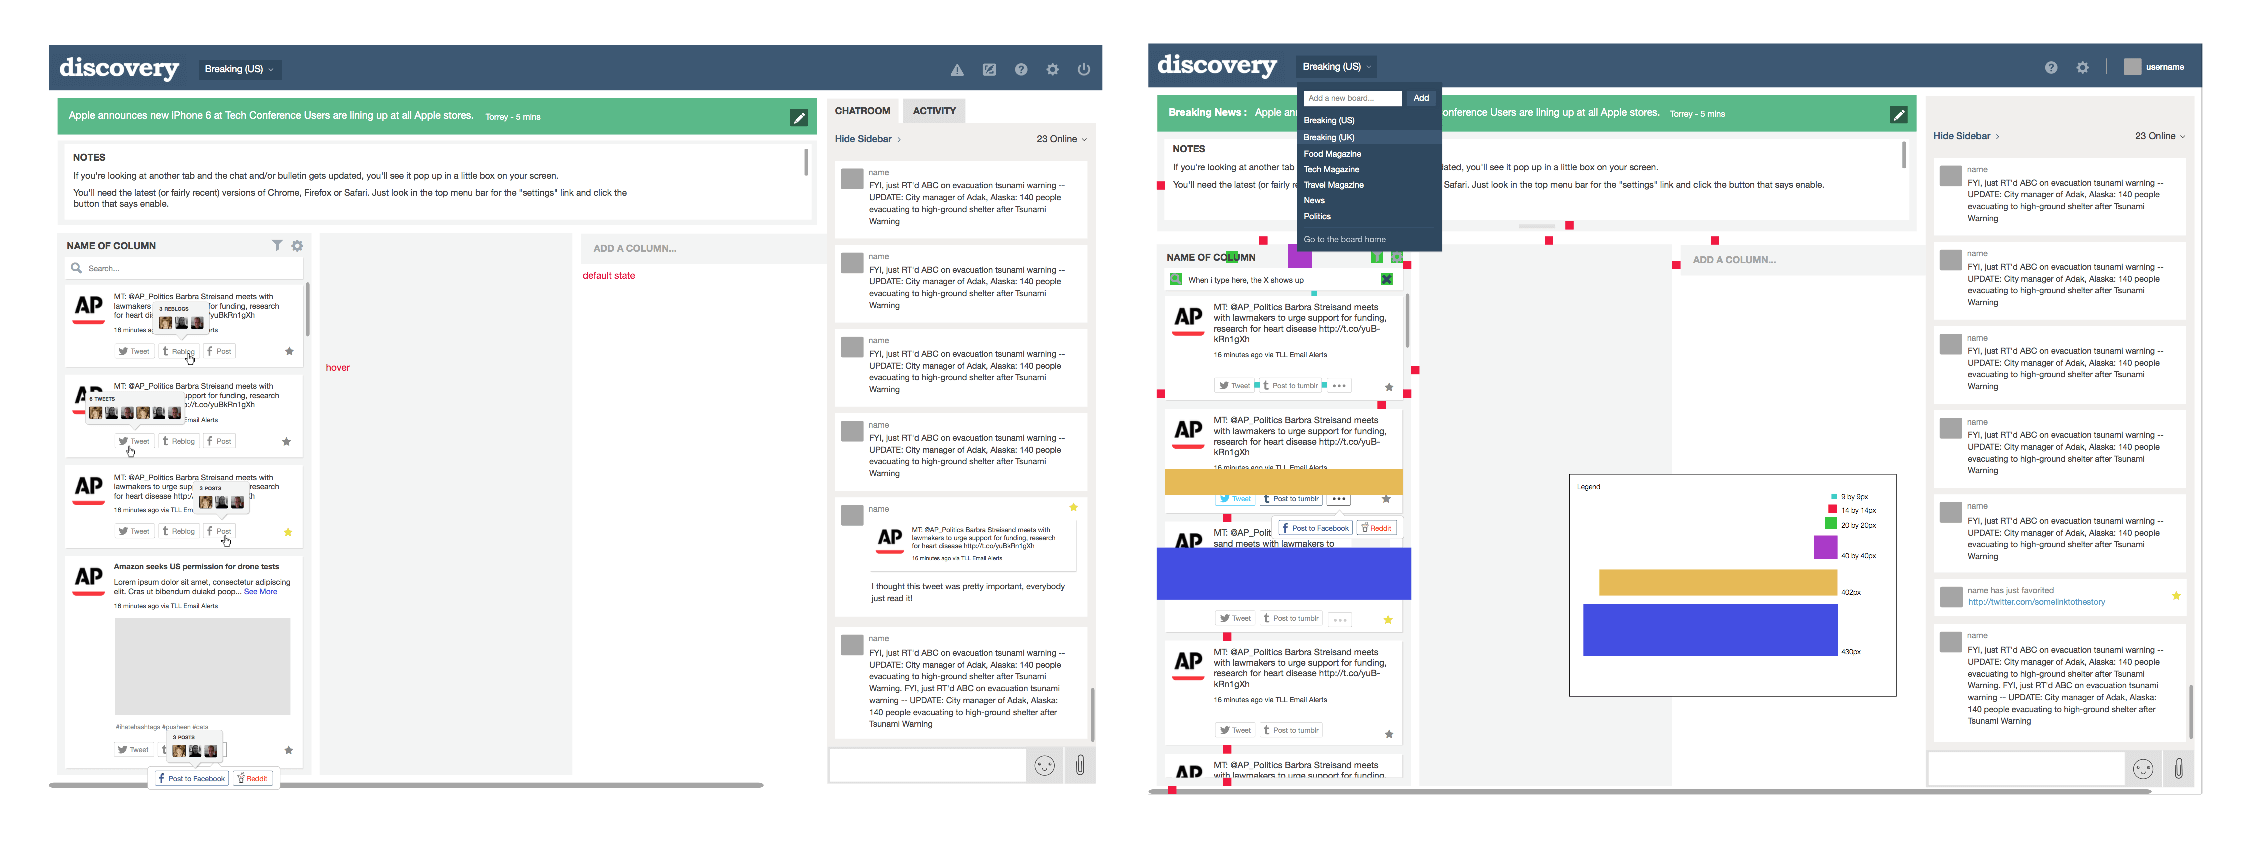 discovery
Breaking (US)
Apple announces new iPhone 6 at Tech Conference Users are lining up at all Apple stores. Torrey - 5 mins
NOTES
If you're looking at another tab and the chat and/or bulletin gets updated, you'll see it pop up in a little box on your screen.
You'll need the latest (or fairly recent) versions of Chrome, Firefox or Safari. Just look in the top menu bar for the "settings" link and click the
button that says enable.
NAME OF COLUMN
Search...
AP
MT: @AP_Politics Barbra Streisand meets with
lawmakers
for funding, research
for heart di
/yuBkRn1gXh
3 REBLOGS
16 minutes a
rts
Tweet
Reblog
Post
MT: @AP_Politics Barbra Streisand meets with
upport for funding,
p://t.co/yuBkRn1gXh
6 TWEETS
Email Alerts
Tweet
Reblog
Post
AP
MT: @AP_Politics Barbra Streisand meets with
lawmakers to urge sup
research
for heart disease http:/
gXh
3 POSTS
16 minutes ago via TLL E
Tweet
Reblog
Post
AP
Amazon seeks US permission for drone tests
Lorem ipsum dolor sit amet, consectetur adipiscing
elit. Cras ut bibendum duiakd poop... See More
16 minutes ago via TLL Email Alerts
#ihatehashtags #pusheen #cats
3 POSTS
Tweet
Post to Facebook
Reddit
hover
ADD A COLUMN...
default state
CHATROOM
ACTIVITY
Hide Sidebar >
23 Online
name
FYI, just RT'd ABC on evacuation tsunami warning --
UPDATE: City manager of Adak, Alaska: 140 people
evacuating to high-ground shelter after Tsunami
Warning
name
FYI, just RT'd ABC on evacuation tsunami warning --
UPDATE: City manager of Adak, Alaska: 140 people
evacuating to high-ground shelter after Tsunami
Warning
name
FYI, just RT'd ABC on evacuation tsunami warning --
UPDATE: City manager of Adak, Alaska: 140 people
evacuating to high-ground shelter after Tsunami
Warning
name
FYI, just RT'd ABC on evacuation tsunami warning --
UPDATE: City manager of Adak, Alaska: 140 people
evacuating to high-ground shelter after Tsunami
Warning
name
AP
MT: @AP_Politics Barbra Streisand meets with
lawmakers to urge support for funding, research
for heart disease http://t.co/yuBkRn1gXh
16 minutes ago via TLL Email Alerts
I thought this tweet was pretty important, everybody
just read it!
name
FYI, just RT'd ABC on evacuation tsunami warning --
UPDATE: City manager of Adak, Alaska: 140 people
evacuating to high-ground shelter after Tsunami
Warning. FYI, just RT'd ABC on evacuation tsunami
warning -- UPDATE: City manager of Adak, Alaska:
140 people evacuating to high-ground shelter after
Tsunami Warning
discovery
Breaking (US)
username
Add a new board...
Add
Breaking (US)
Breaking (UK)
Food Magazine
Tech Magazine
Travel Magazine
News
Politics
Go to the board home
Breaking News : Apple an
onference Users are lining up at all Apple stores. Torrey - 5 mins
NOTES
If you're looking at another tab
ated, you'll see it pop up in a little box on your screen.
You'll need the latest (or fairly re
Safari. Just look in the top menu bar for the "settings" link and click the button that says enable.
NAME OF COLUMN
When i type here, the X shows up
AP
MT: @AP_Politics Barbra Streisand meets
with lawmakers to urge support for funding,
research for heart disease http://t.co/yuB-
kRn1gXh
16 minutes ago via TLL Email Alerts
Tweet
Post to tumblr
AP
MT: @AP_Politics Barbra Streisand meets
with lawmakers to urge support for funding,
research for heart disease http://t.co/yuB-
kRn1gXh
16 minutes ago via TLL Email Alerts
Tweet
Post to tumblr
Post to Facebook
Reddit
AP
MT: @AP_Polit
sand meets with lawmakers to
Tweet
Post to tumblr
AP
MT: @AP_Politics Barbra Streisand meets
with lawmakers to urge support for funding,
research for heart disease http://t.co/yuB-
kRn1gXh
16 minutes ago via TLL Email Alerts
Tweet
Post to tumblr
AP
MT: @AP_Politics Barbra Streisand meets
with lawmakers to urge support for funding,
ADD A COLUMN...
Legend
9 by 9px
14 by 14px
20 by 20px
40 by 40px
402px
430px
Hide Sidebar >
23 Online
name
FYI, just RT'd ABC on evacuation tsunami warning --
UPDATE: City manager of Adak, Alaska: 140 people
evacuating to high-ground shelter after Tsunami
Warning
name
FYI, just RT'd ABC on evacuation tsunami warning --
UPDATE: City manager of Adak, Alaska: 140 people
evacuating to high-ground shelter after Tsunami
Warning
name
FYI, just RT'd ABC on evacuation tsunami warning --
UPDATE: City manager of Adak, Alaska: 140 people
evacuating to high-ground shelter after Tsunami
Warning
name
FYI, just RT'd ABC on evacuation tsunami warning --
UPDATE: City manager of Adak, Alaska: 140 people
evacuating to high-ground shelter after Tsunami
Warning
name
FYI, just RT'd ABC on evacuation tsunami warning --
UPDATE: City manager of Adak, Alaska: 140 people
evacuating to high-ground shelter after Tsunami
Warning
name has just favorited
http://twitter.com/somelinktothestory
name
FYI, just RT'd ABC on evacuation tsunami warning --
UPDATE: City manager of Adak, Alaska: 140 people
evacuating to high-ground shelter after Tsunami
Warning. FYI, just RT'd ABC on evacuation tsunami
warning -- UPDATE: City manager of Adak, Alaska:
140 people evacuating to high-ground shelter after
Tsunami Warning